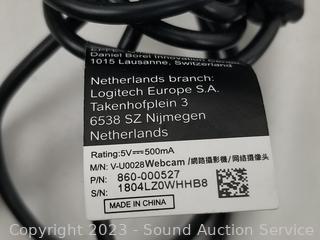 Daniel Borel Innovation Center
1015 Lausanne, Switzerland
Netherlands branch:
Logitech Europe S.A.
Takenhofplein 3
6538 SZ Nijmegen
Netherlands
Rating:5V⎓500mA
M/N: V-U0028Webcam/網路攝影機/网络摄像头
P/N: 860-000527
S/N: 1804LZ0WHHB8
MADE IN CHINA
Copyright © 2023 - Sound Auction Service